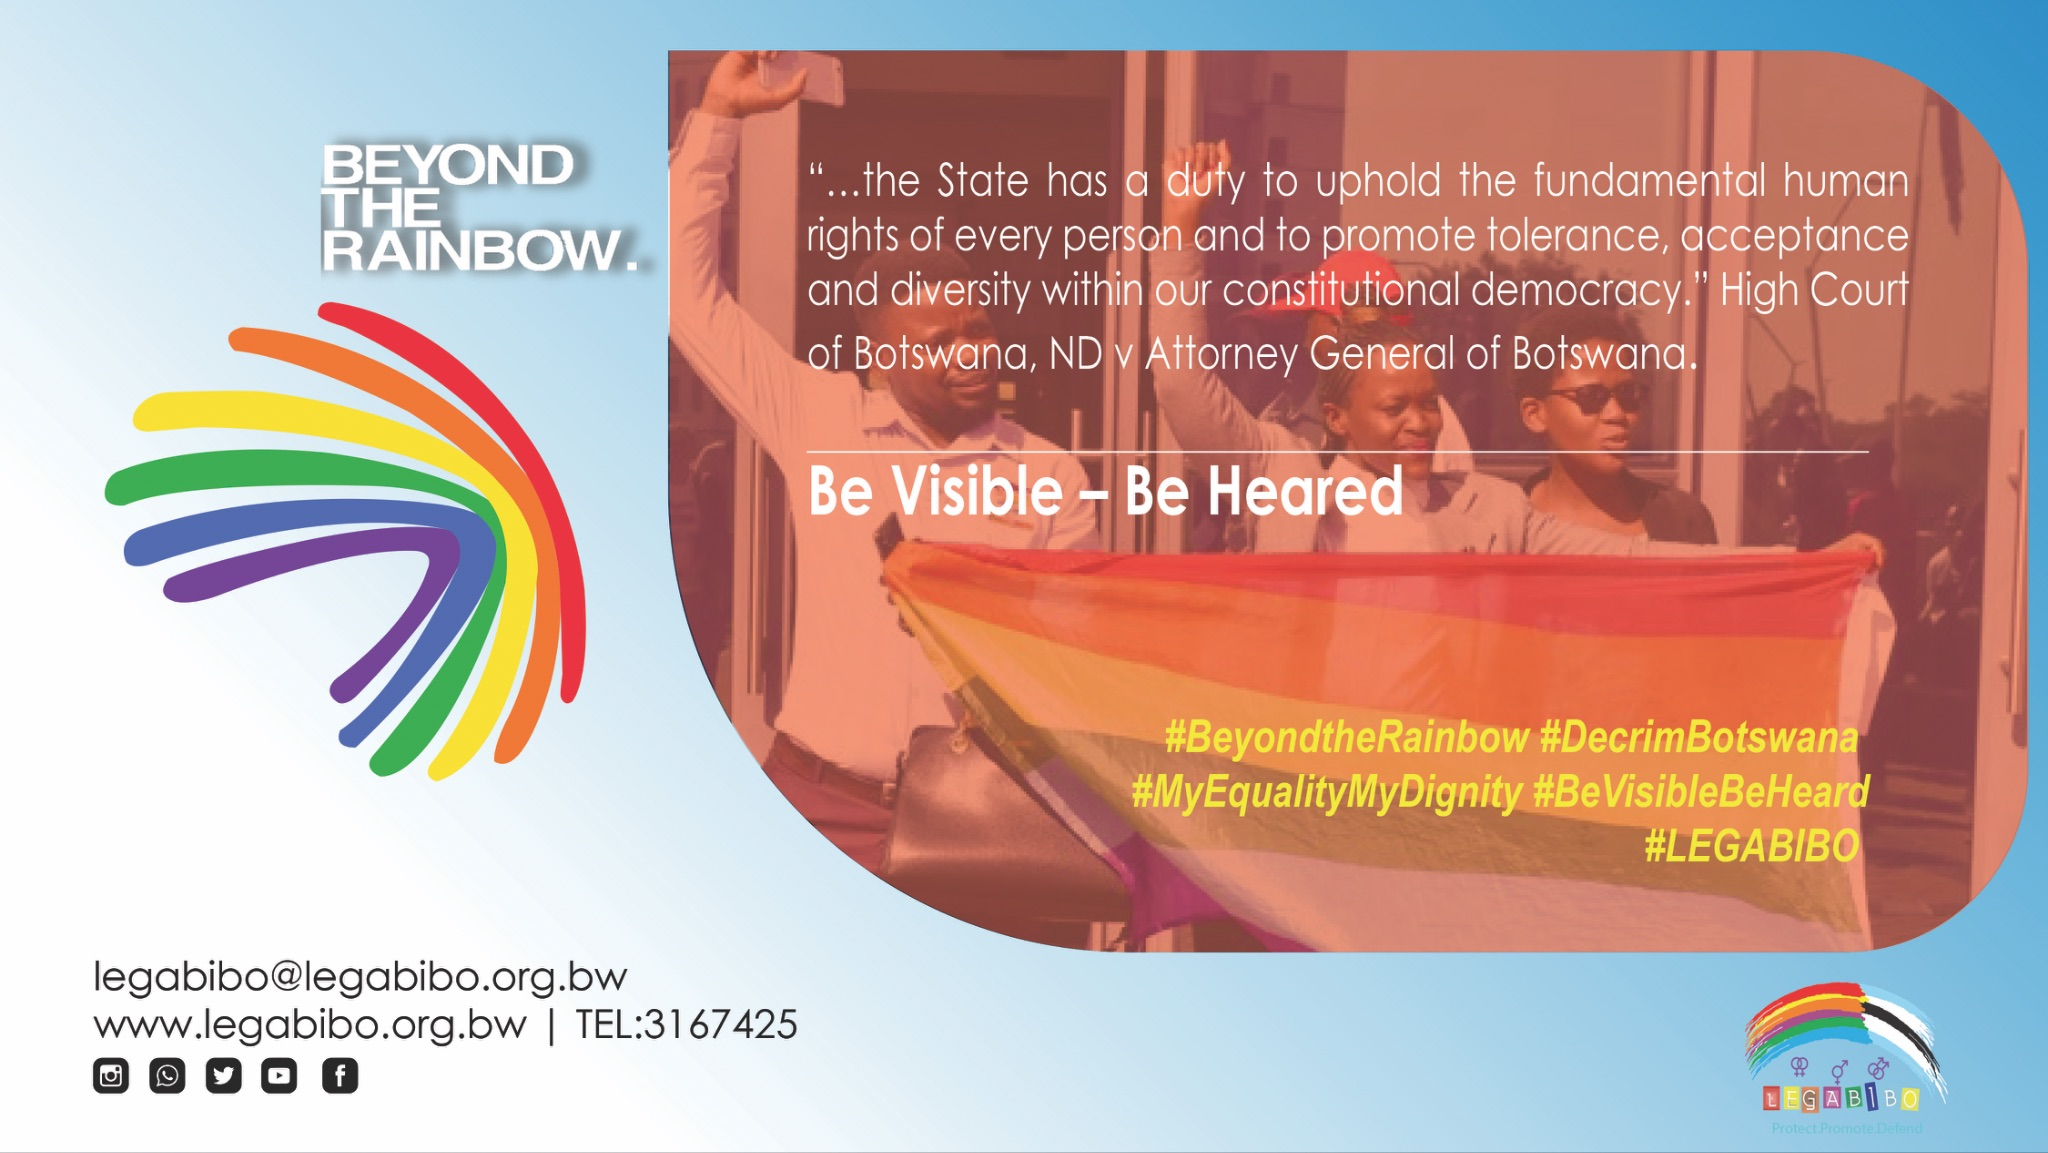 BEYOND
THE
RAINBOW.
“...the State has a duty to uphold the fundamental human
rights of every person and to promote tolerance, acceptance
and diversity within our constitutional democracy.” High Court
of Botswana, ND v Attorney General of Botswana.
Be Visible – Be Heared
#BeyondtheRainbow #DecrimBotswana
#MyEqualityMyDignity #BeVisibleBeHeard
#LEGABIBO
legabibo@legabibo.org.bw
www.legabibo.org.bw | TEL:3167425
LEGABIBO
Protect.Promote.Defend